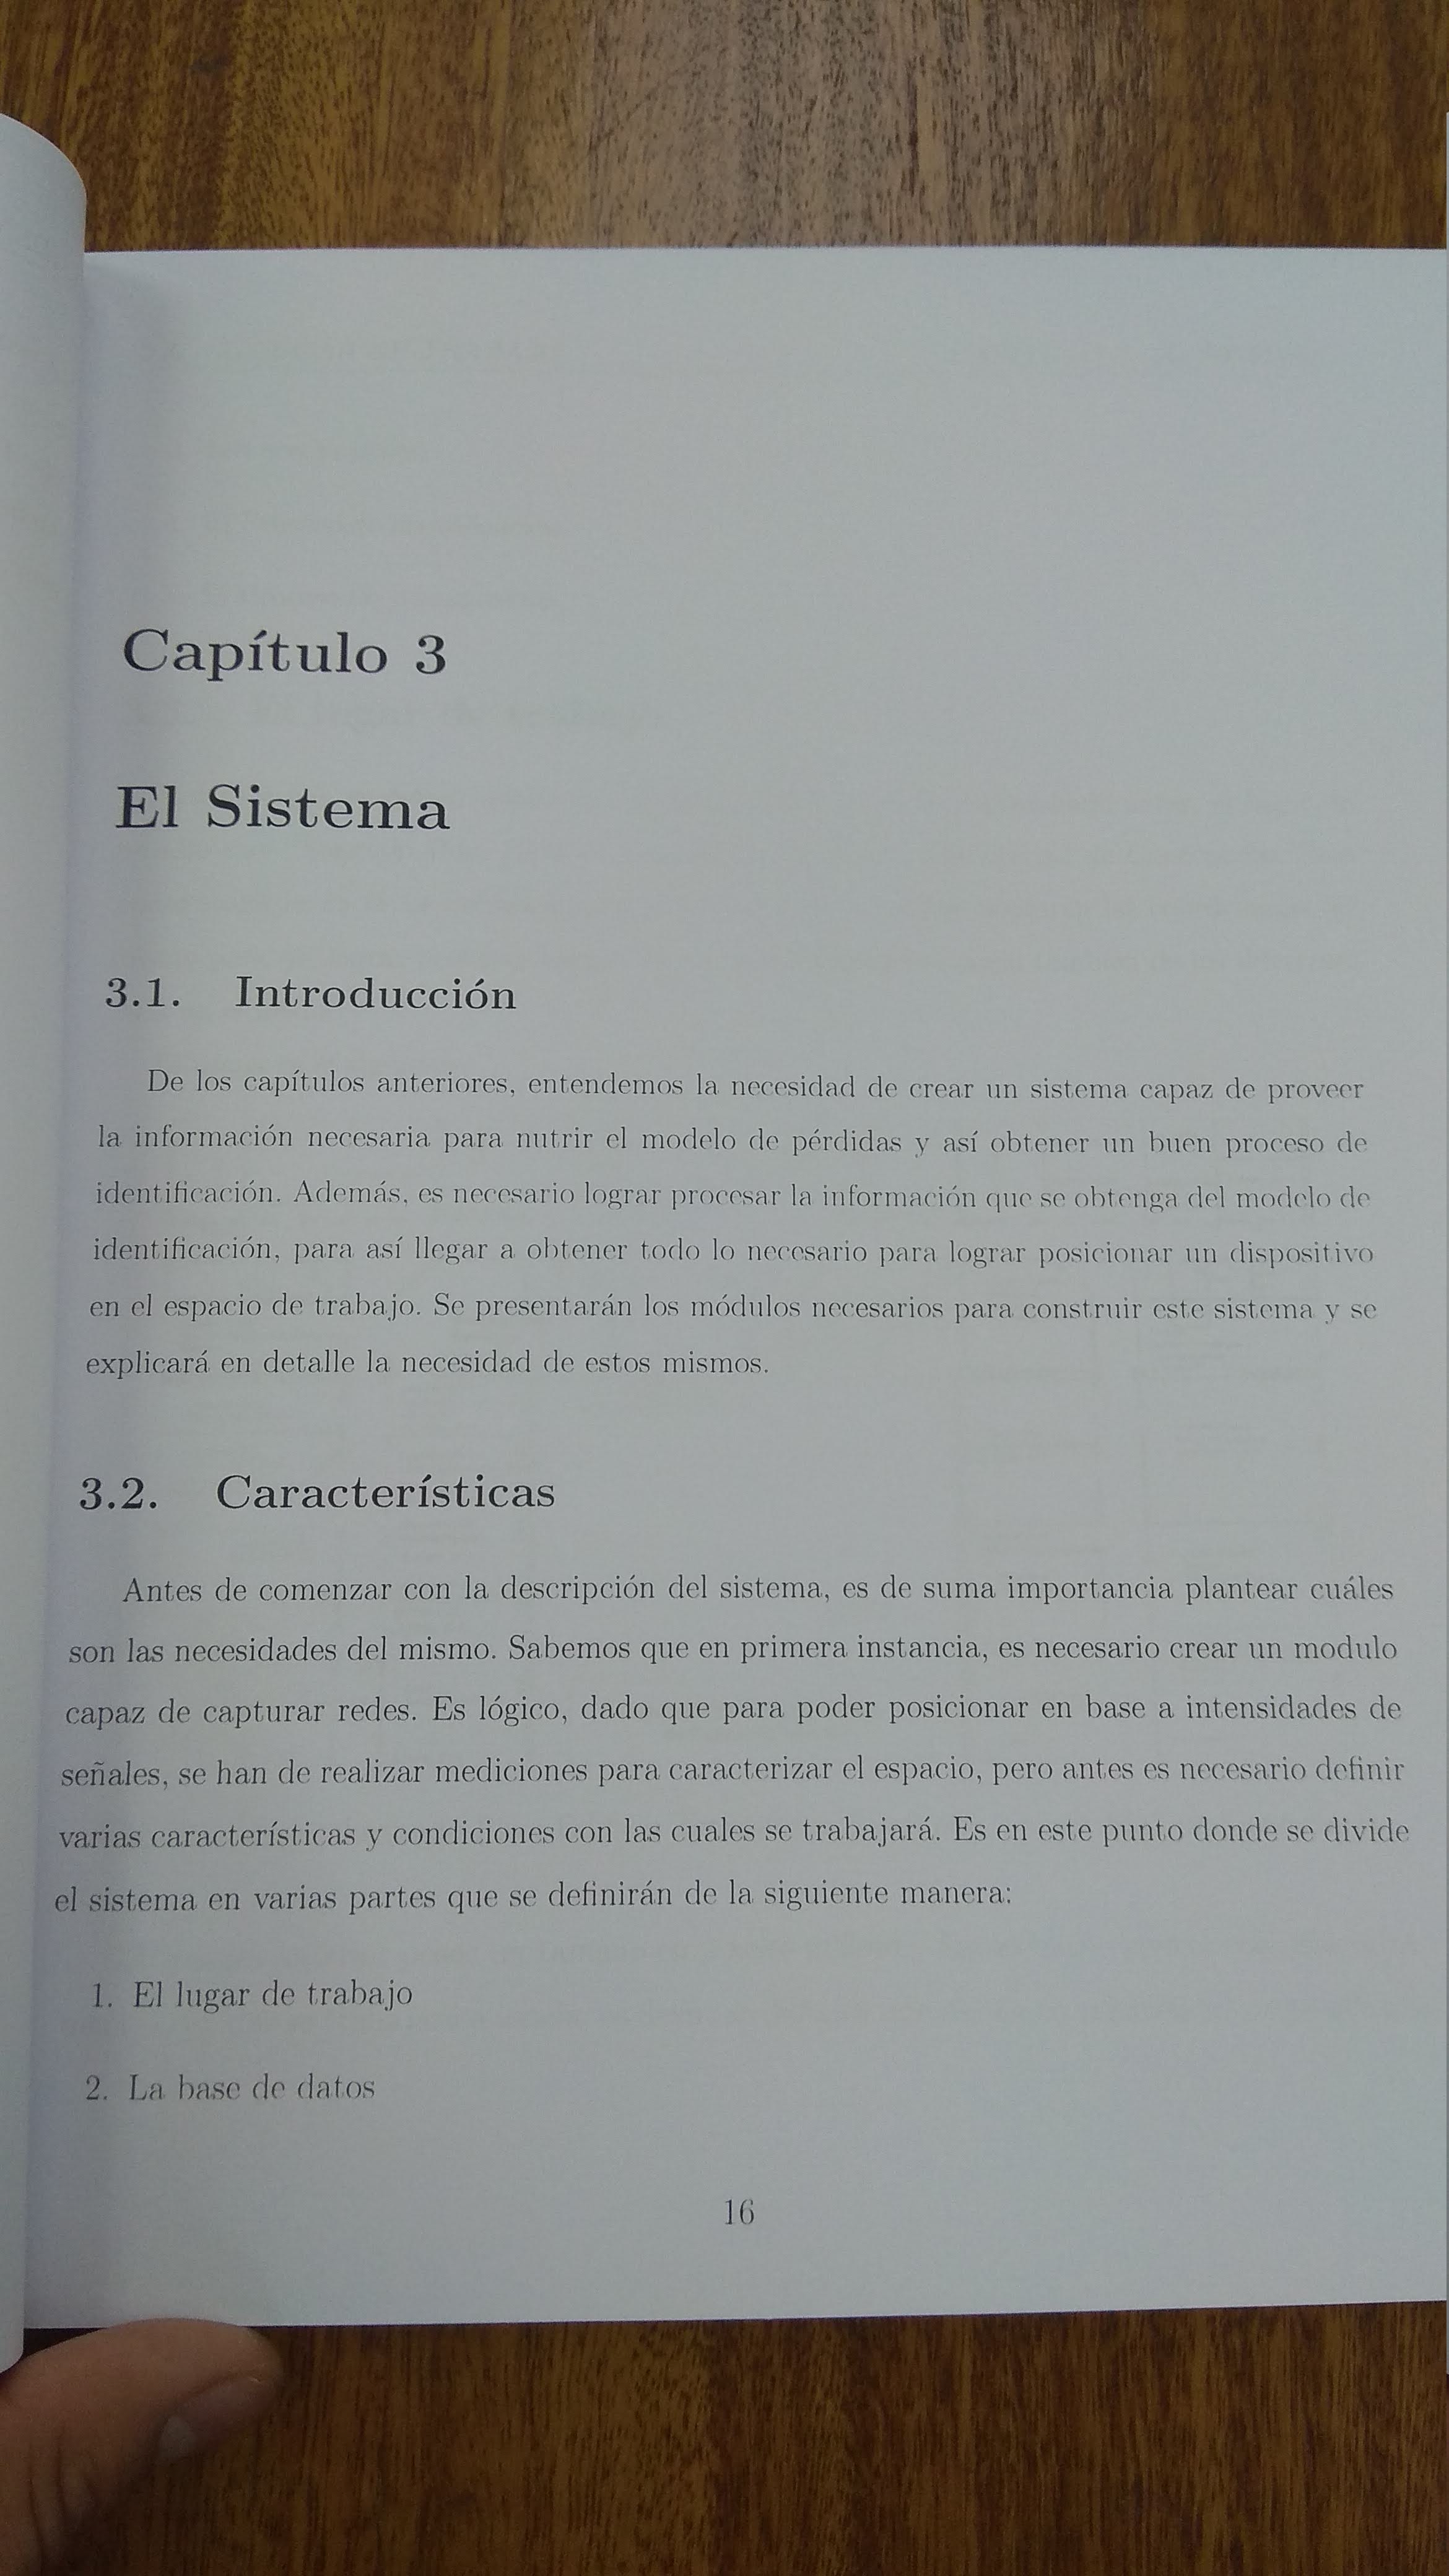 Capítulo 3
El Sistema
3.1. Introducción
De los capítulos anteriores, entendemos la necesidad de crear un sistema capaz de proveer
la información necesaria para nutrir el modelo de pérdidas y así obtener un buen proceso de
identificación. Además, es necesario lograr procesar la información que se obtenga del modelo de
identificación, para así llegar a obtener todo lo necesario para lograr posicionar un dispositivo
en el espacio de trabajo. Se presentarán los módulos necesarios para construir este sistema y se
explicará en detalle la necesidad de estos mismos.
3.2. Características
Antes de comenzar con la descripción del sistema, es de suma importancia plantear cuáles
son las necesidades del mismo. Sabemos que en primera instancia, es necesario crear un modulo
capaz de capturar redes. Es lógico, dado que para poder posicionar en base a intensidades de
señales, se han de realizar mediciones para caracterizar el espacio, pero antes es necesario definir
varias características y condiciones con las cuales se trabajará. Es en este punto donde se divide
el sistema en varias partes que se definirán de la siguiente manera:
1. El lugar de trabajo
2. La base de datos
16